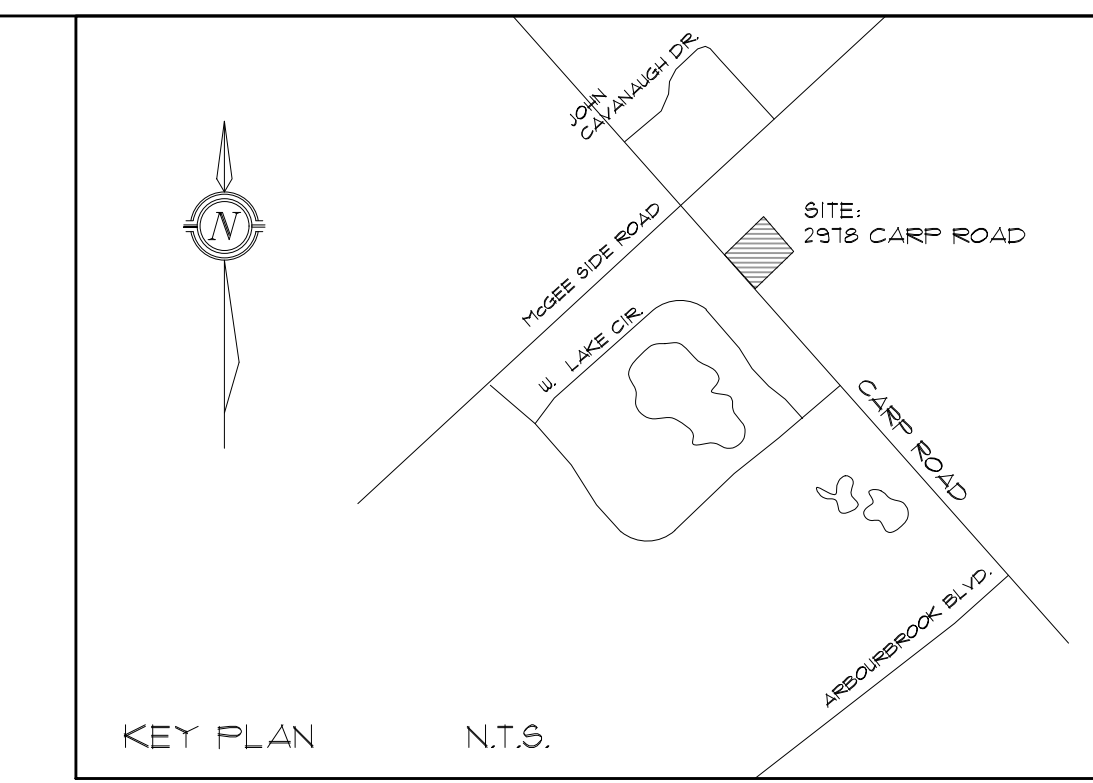 JOHN
CAVANAUGH DR.
N
SITE:
2978 CARP ROAD
McGEE SIDE ROAD
W. LAKE CIR.
CARP ROAD
ARBOURBROOK BLVD.
KEY PLAN
N.T.S.